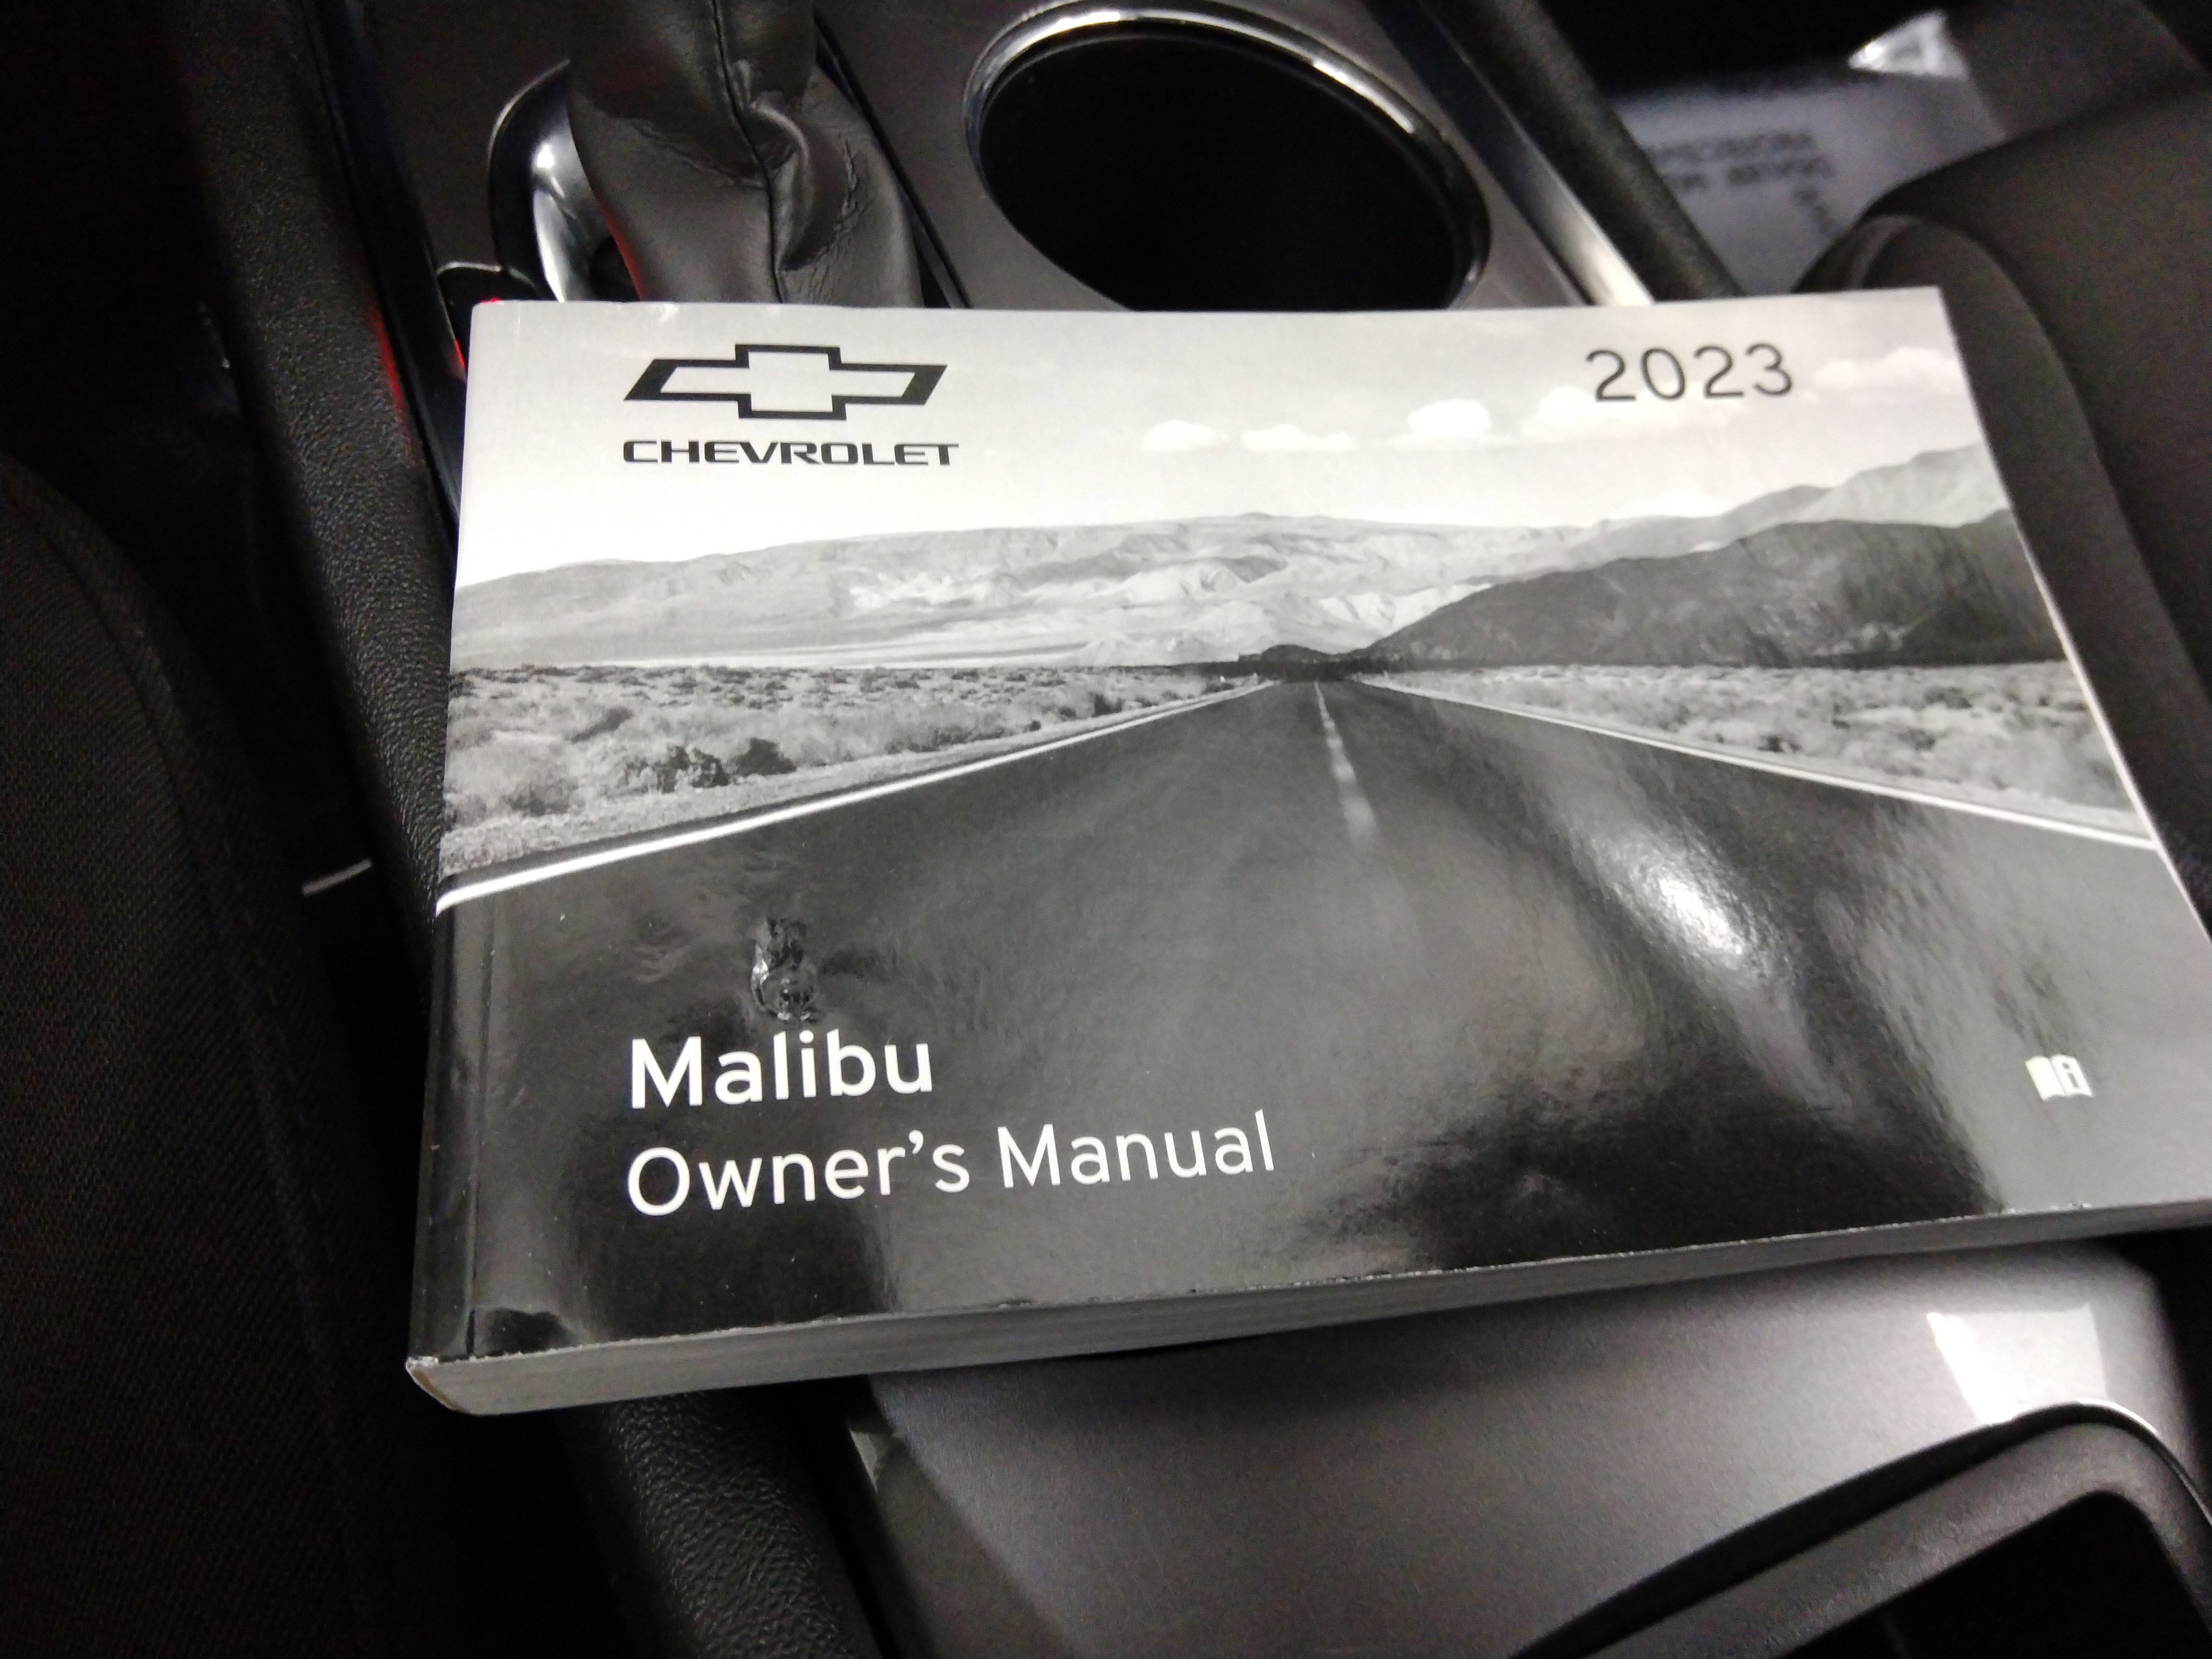 CHEVROLET
2023
Malibu
Owner's Manual